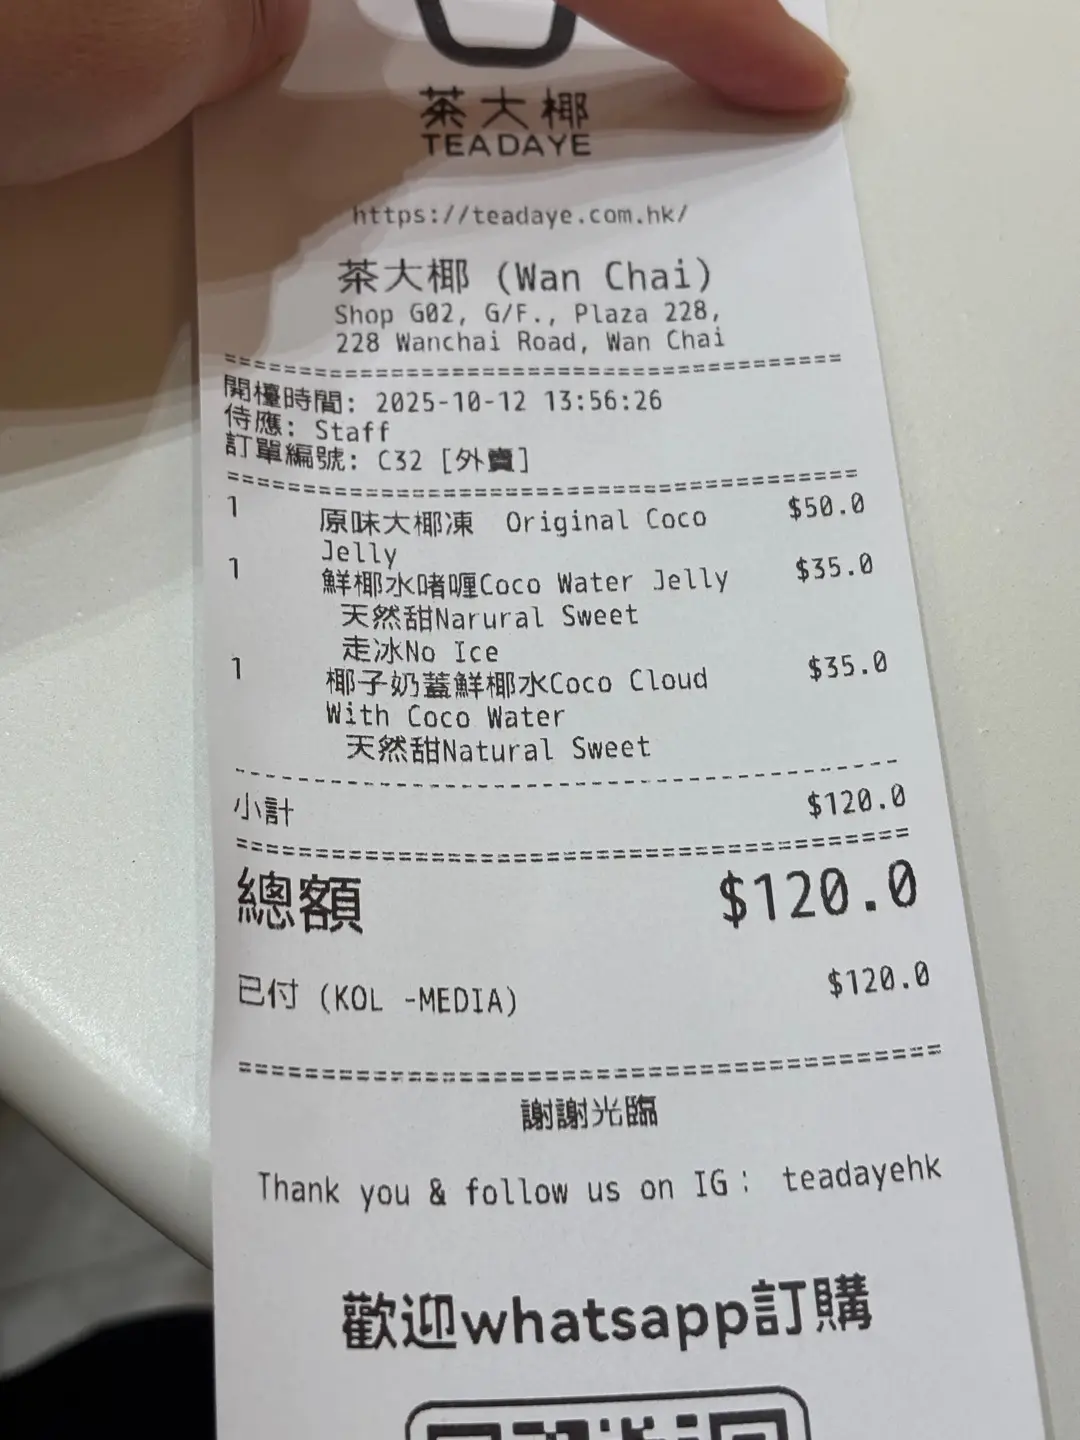 茶大椰
TEADAYE
https://teadaye.com.hk/
茶大椰 (Wan Chai)
Shop G02, G/F., Plaza 228,
228 Wanchai Road, Wan Chai
開檯時間: 2025-10-12 13:56:26
侍應: Staff
訂單編號: C32 [外賣]
1 原味大椰凍 Original Coco $50.0
Jelly
1 鮮椰水啫喱Coco Water Jelly $35.0
天然甜Narural Sweet
走冰No Ice
1 椰子奶蓋鮮椰水Coco Cloud $35.0
With Coco Water
天然甜Natural Sweet
小計 $120.0
總額 $120.0
已付 (KOL -MEDIA) $120.0
謝謝光臨
Thank you & follow us on IG： teadayehk
歡迎whatsapp訂購